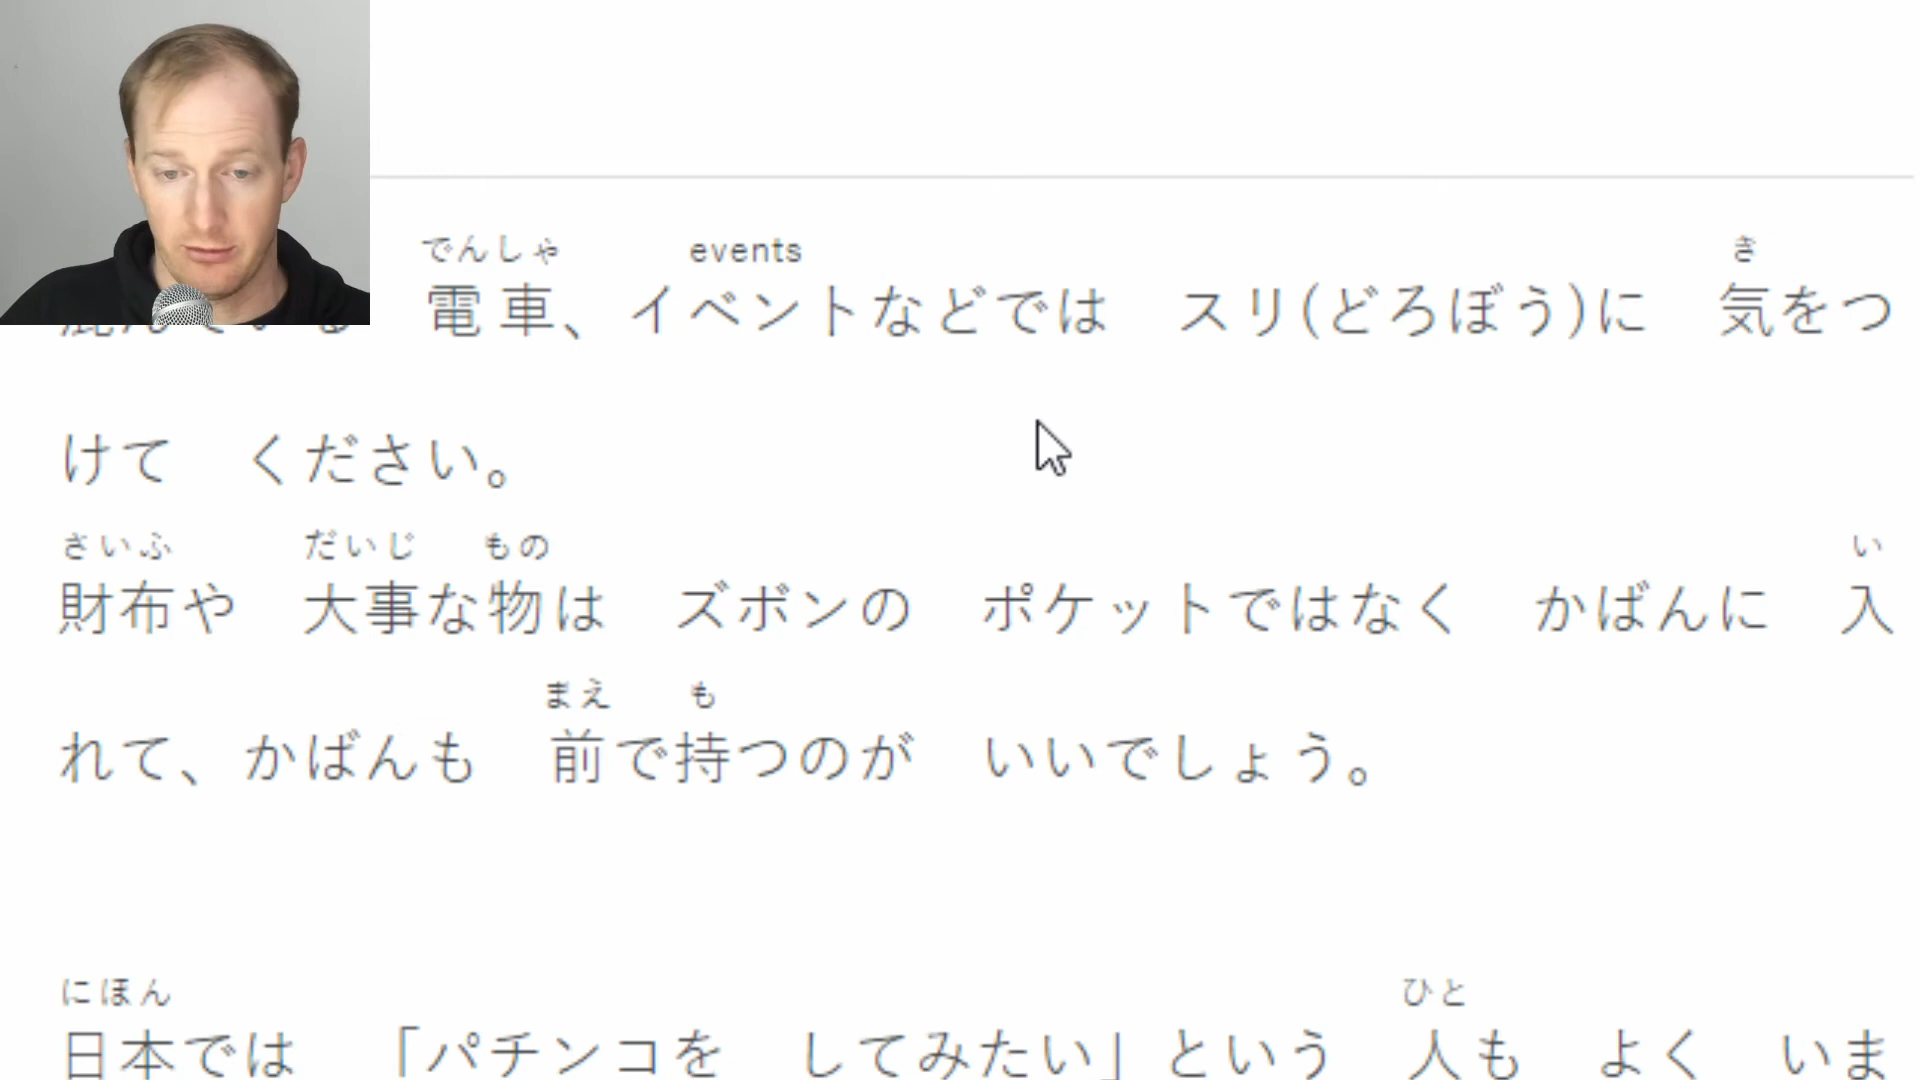 でんしゃ events き
電車、イベントなどでは スリ(どろぼう)に 気をつ
けて ください。
さいふ だいじ もの い
財布や 大事な物は ズボンの ポケットではなく かばんに 入
まえ も
れて、かばんも 前で持つのが いいでしょう。
にほん ひと
日本では 「パチンコを してみたい」という 人も よく いま